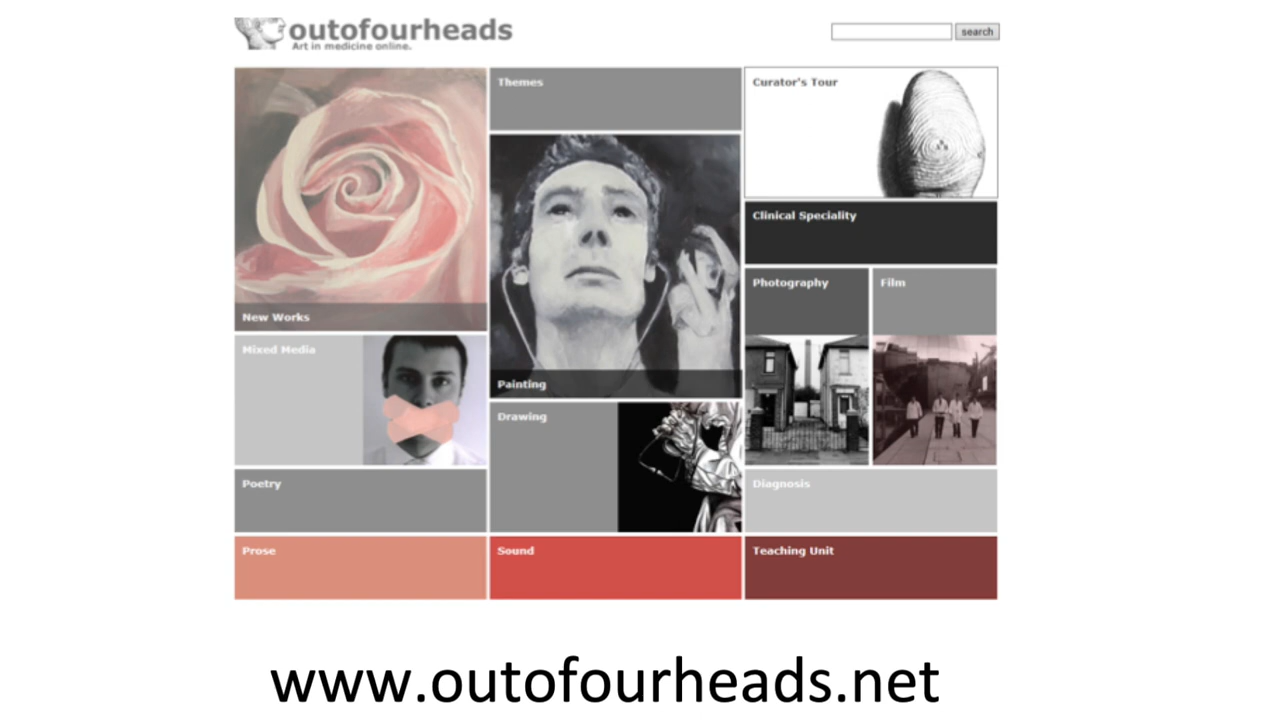 outofourheads
Art in medicine online.
search
Themes
Curator's Tour
Clinical Speciality
Photography
Film
New Works
Mixed Media
Painting
Drawing
Poetry
Diagnosis
Prose
Sound
Teaching Unit
www.outofourheads.net